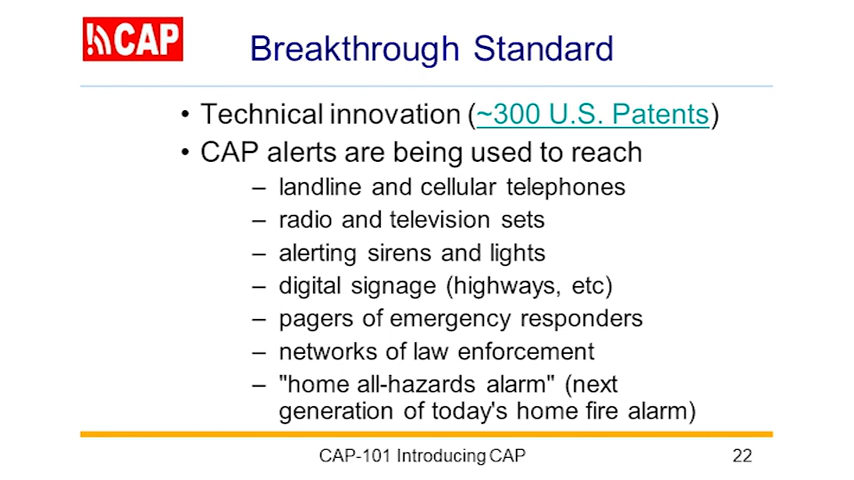 CAP
Breakthrough Standard
• Technical innovation (~300 U.S. Patents)
• CAP alerts are being used to reach
– landline and cellular telephones
– radio and television sets
– alerting sirens and lights
– digital signage (highways, etc)
– pagers of emergency responders
– networks of law enforcement
– "home all-hazards alarm" (next
generation of today's home fire alarm)
CAP-101 Introducing CAP 22